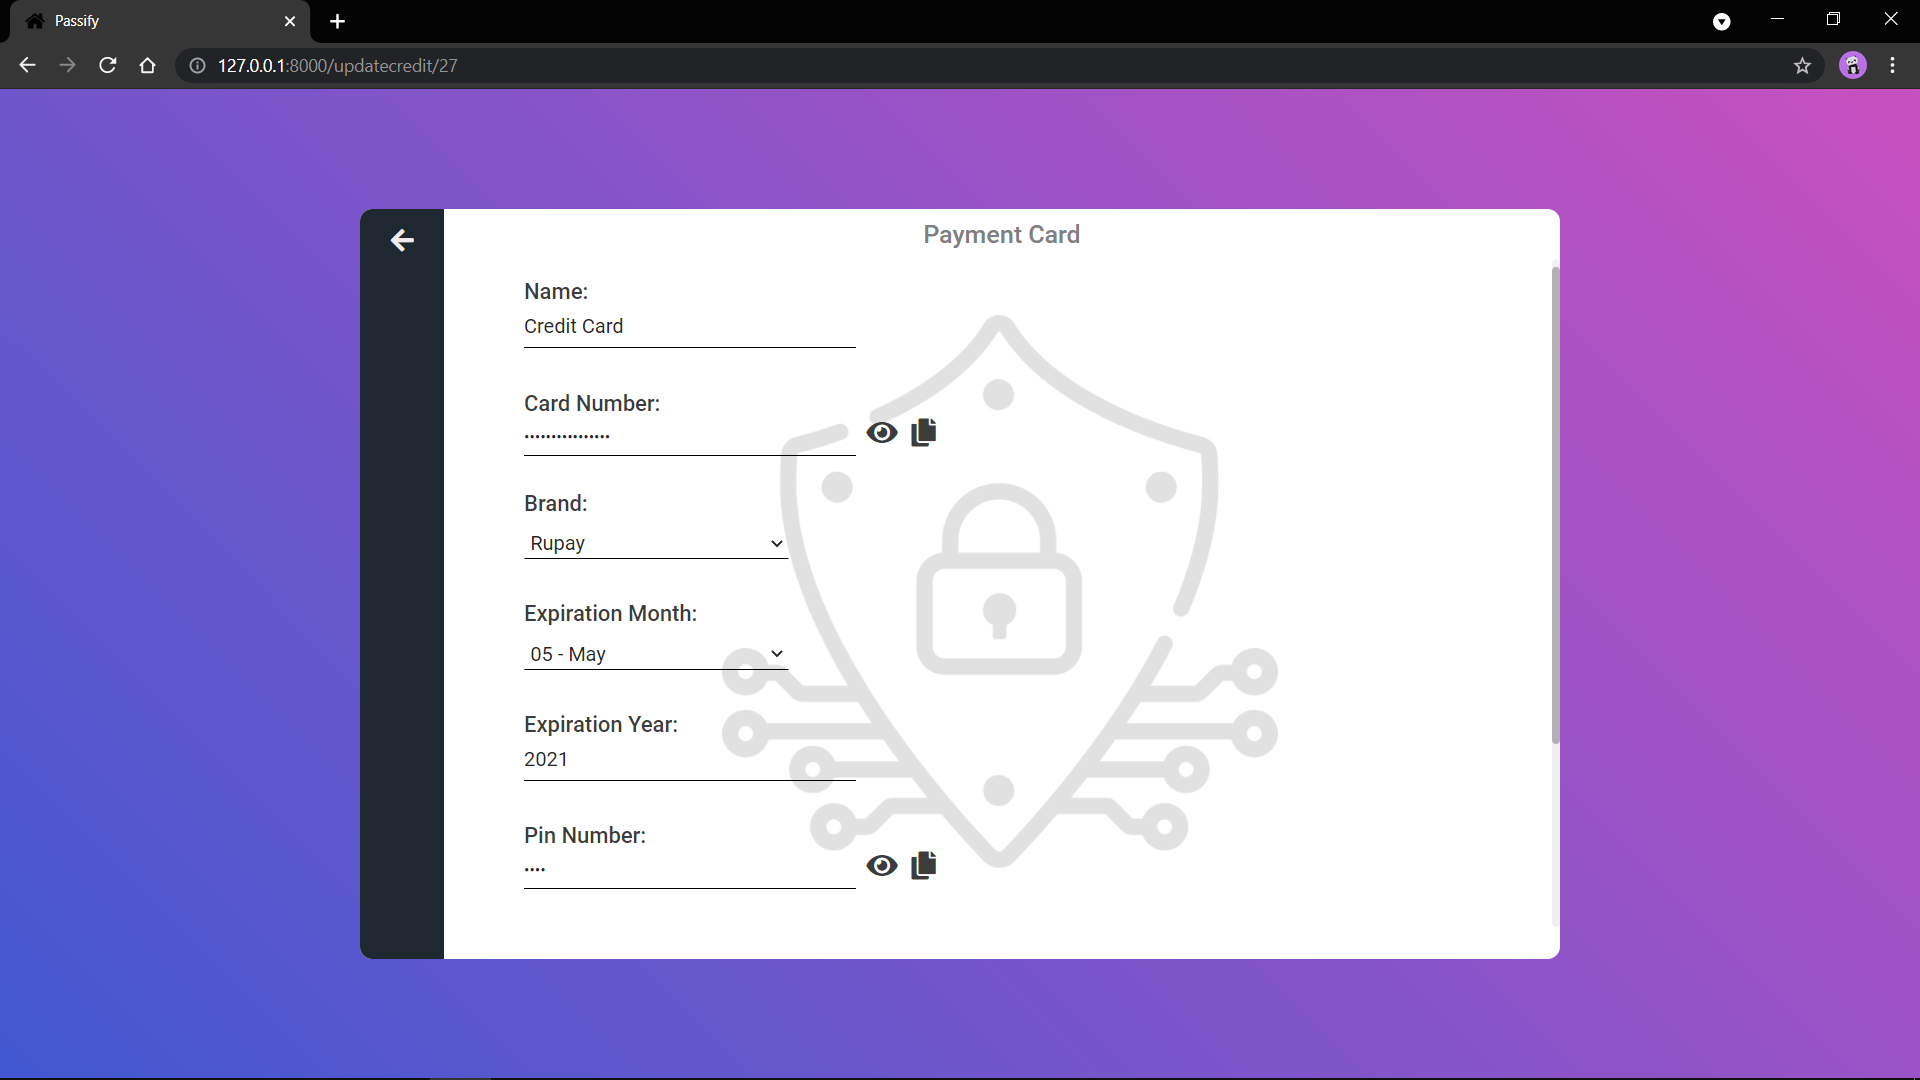 Passify
127.0.0.1:8000/updatecredit/27
Payment Card
Name:
Credit Card
Card Number:
••••••••••••••••
Brand:
Rupay
Expiration Month:
05 - May
Expiration Year:
2021
Pin Number:
••••